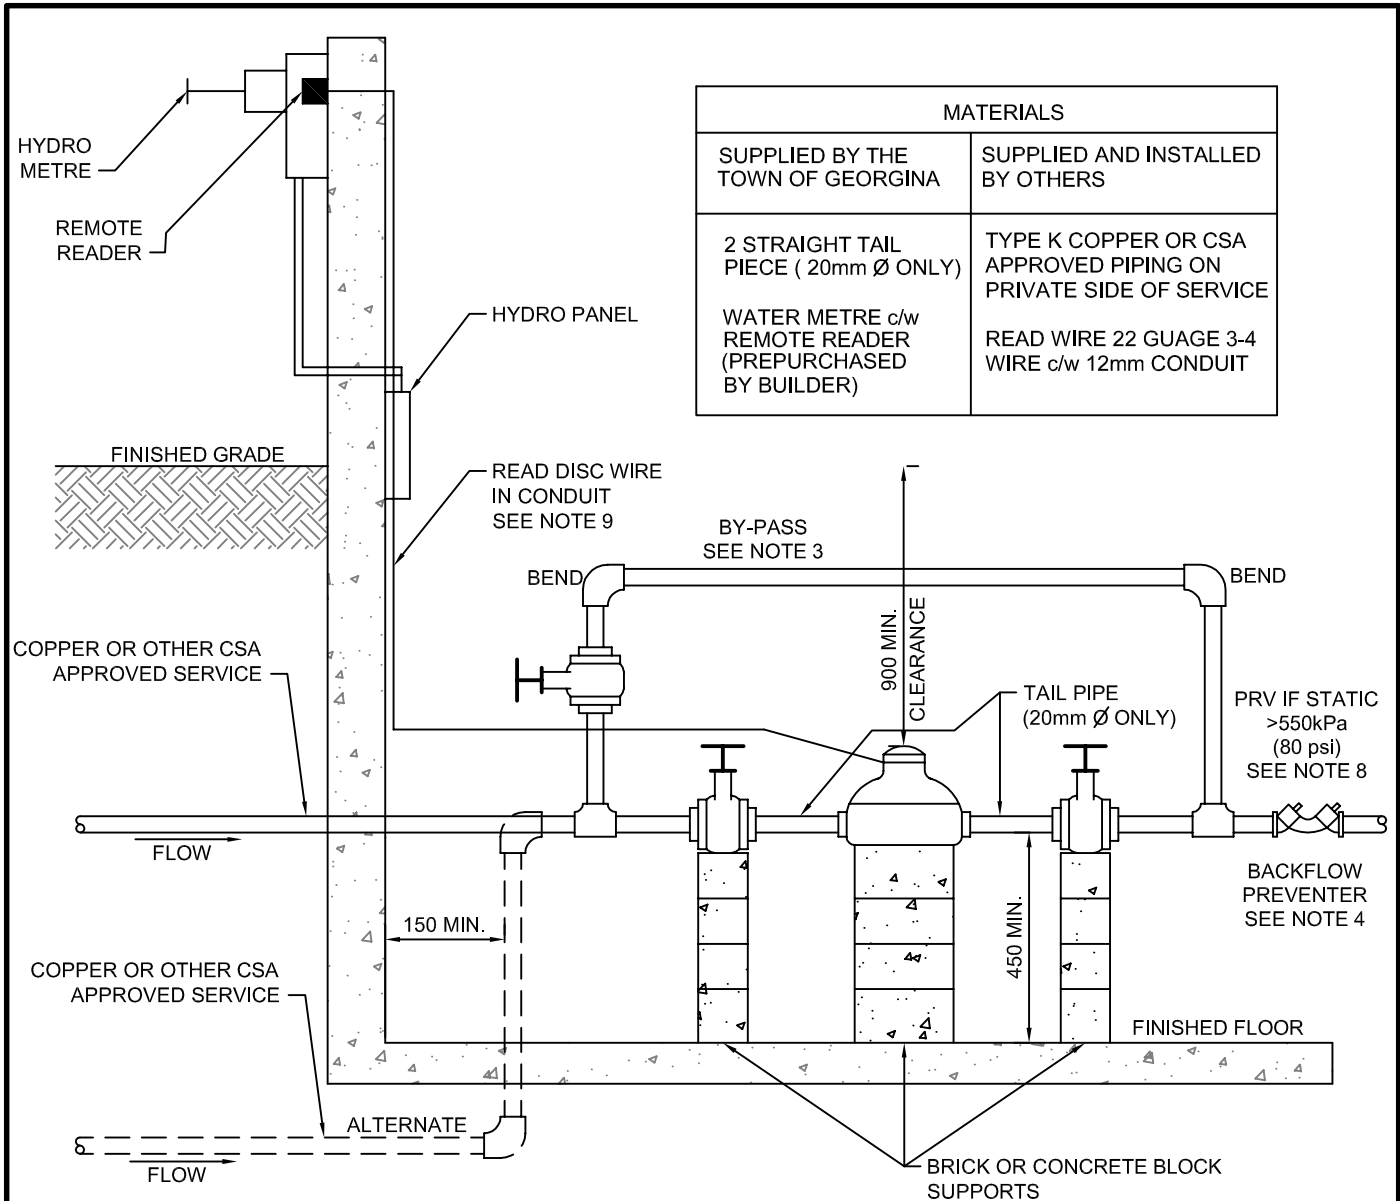 HYDRO
METRE
REMOTE
READER
MATERIALS
SUPPLIED BY THE
TOWN OF GEORGINA
SUPPLIED AND INSTALLED
BY OTHERS
2 STRAIGHT TAIL
PIECE ( 20mm Ø ONLY)
WATER METRE c/w
REMOTE READER
(PREPURCHASED
BY BUILDER)
TYPE K COPPER OR CSA
APPROVED PIPING ON
PRIVATE SIDE OF SERVICE
READ WIRE 22 GUAGE 3-4
WIRE c/w 12mm CONDUIT
HYDRO PANEL
FINISHED GRADE
READ DISC WIRE
IN CONDUIT
SEE NOTE 9
BY-PASS
SEE NOTE 3
BEND
BEND
900 MIN.
CLEARANCE
COPPER OR OTHER CSA
APPROVED SERVICE
TAIL PIPE
(20mm Ø ONLY)
PRV IF STATIC
>550kPa
(80 psi)
SEE NOTE 8
FLOW
BACKFLOW
PREVENTER
SEE NOTE 4
150 MIN.
450 MIN.
COPPER OR OTHER CSA
APPROVED SERVICE
FINISHED FLOOR
ALTERNATE
FLOW
BRICK OR CONCRETE BLOCK
SUPPORTS